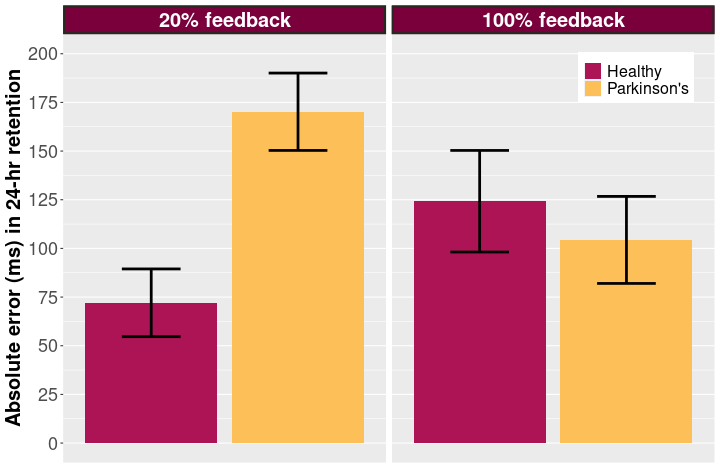 20% feedback
100% feedback
Absolute error (ms) in 24-hr retention
200
175
150
125
100
75
50
25
0
Healthy
Parkinson's